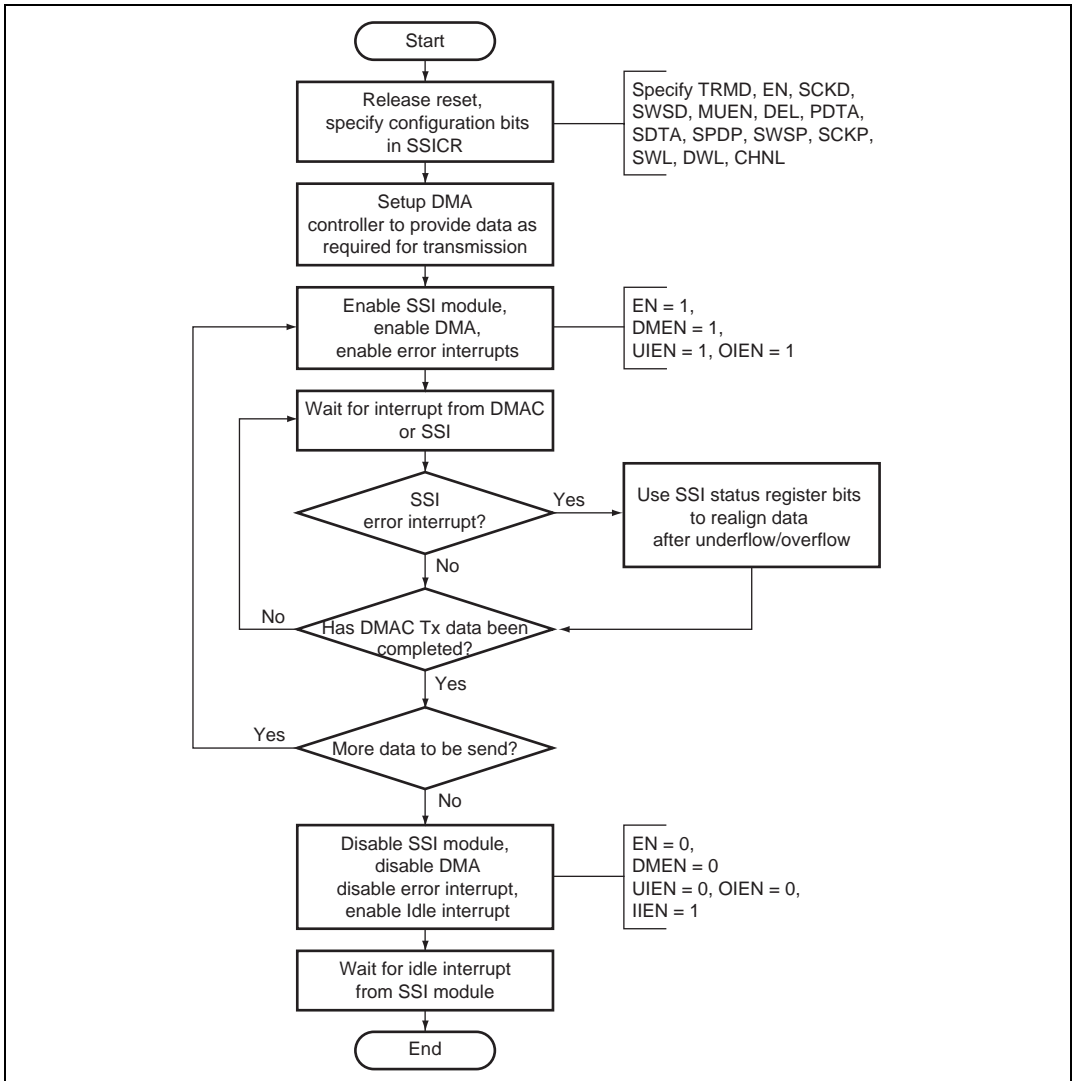 Start
Release reset,
specify configuration bits
in SSICR
Specify TRMD, EN, SCKD,
SWSD, MUEN, DEL, PDTA,
SDTA, SPDP, SWSP, SCKP,
SWL, DWL, CHNL
Setup DMA
controller to provide data as
required for transmission
Enable SSI module,
enable DMA,
enable error interrupts
EN = 1,
DMEN = 1,
UIEN = 1, OIEN = 1
Wait for interrupt from DMAC
or SSI
SSI
error interrupt?
Yes
Use SSI status register bits
to realign data
after underflow/overflow
No
No
Has DMAC Tx data been
completed?
Yes
Yes
More data to be send?
No
Disable SSI module,
disable DMA
disable error interrupt,
enable Idle interrupt
EN = 0,
DMEN = 0
UIEN = 0, OIEN = 0,
IIEN = 1
Wait for idle interrupt
from SSI module
End